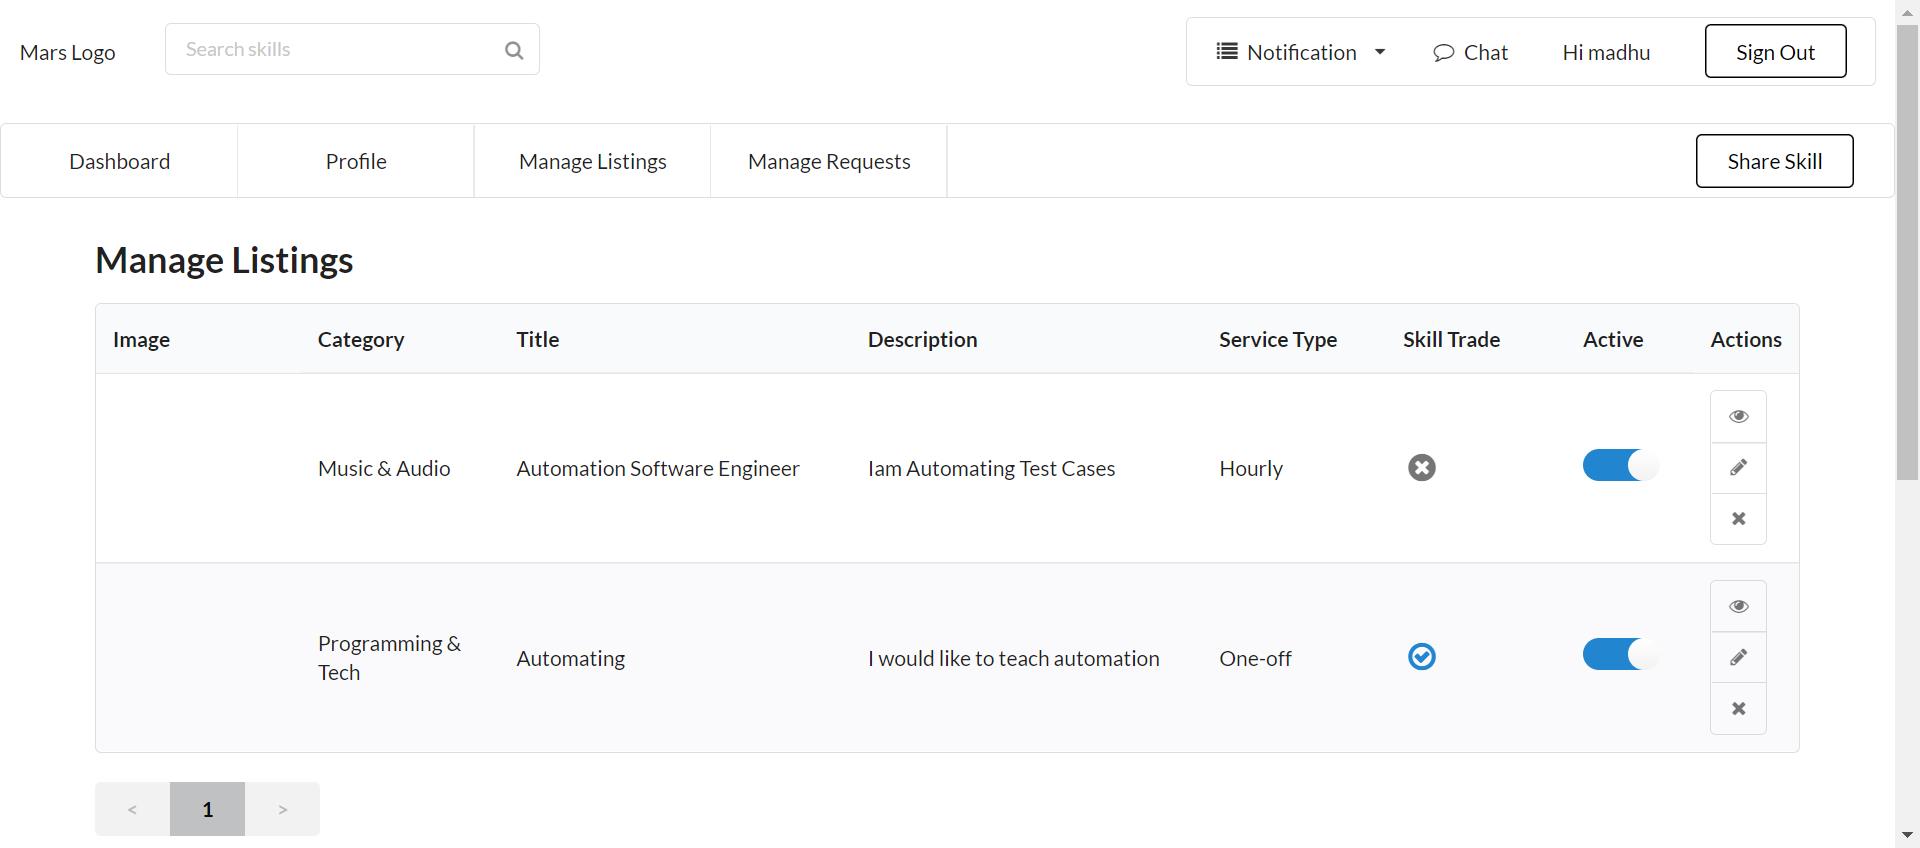 Mars Logo
Search skills
Notification
Chat
Hi madhu
Sign Out
Dashboard
Profile
Manage Listings
Manage Requests
Share Skill
Manage Listings
Image
Category
Title
Description
Service Type
Skill Trade
Active
Actions
Music & Audio
Automation Software Engineer
Iam Automating Test Cases
Hourly
Programming &
Tech
Automating
I would like to teach automation
One-off
<
1
>